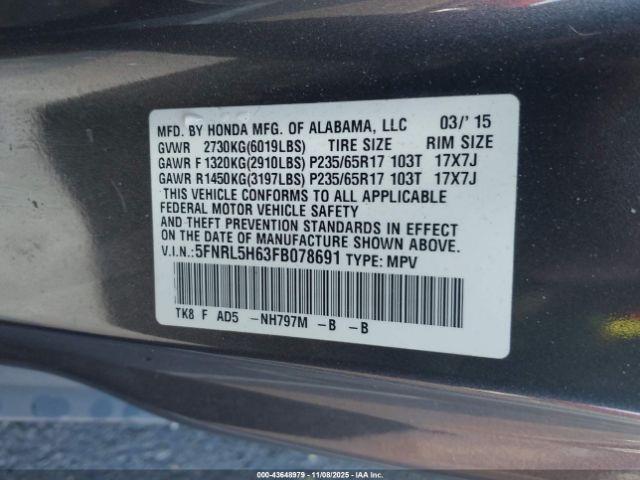 MFD. BY HONDA MFG. OF ALABAMA, LLC 03/' 15
GVWR 2730KG(6019LBS) TIRE SIZE RIM SIZE
GAWR F 1320KG(2910LBS) P235/65R17 103T 17X7J
GAWR R1450KG(3197LBS) P235/65R17 103T 17X7J
THIS VEHICLE CONFORMS TO ALL APPLICABLE
FEDERAL MOTOR VEHICLE SAFETY
AND THEFT PREVENTION STANDARDS IN EFFECT
ON THE DATE OF MANUFACTURE SHOWN ABOVE.
V.I.N.:5FNRL5H63FB078691 TYPE: MPV
TK8 F AD5 -NH797M -B -B
000-43648979 - 11/08/2025 - IAAI.com